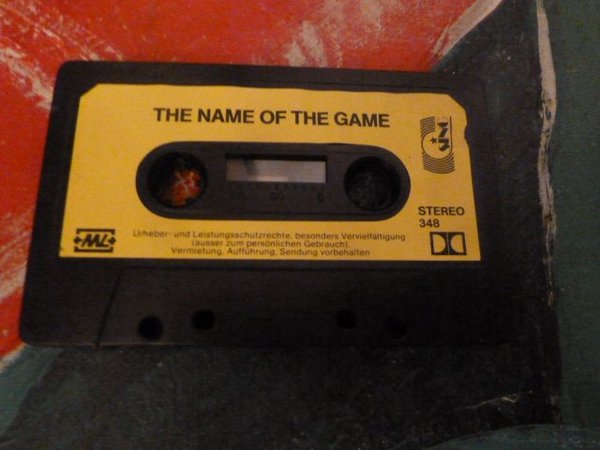 THE NAME OF THE GAME
STEREO
348
ML
Urheber- und Leistungsschutzrechte, besonders Vervielfältigung
(ausser zum persönlichen Gebrauch),
Vermietung, Aufführung, Sendung vorbehalten